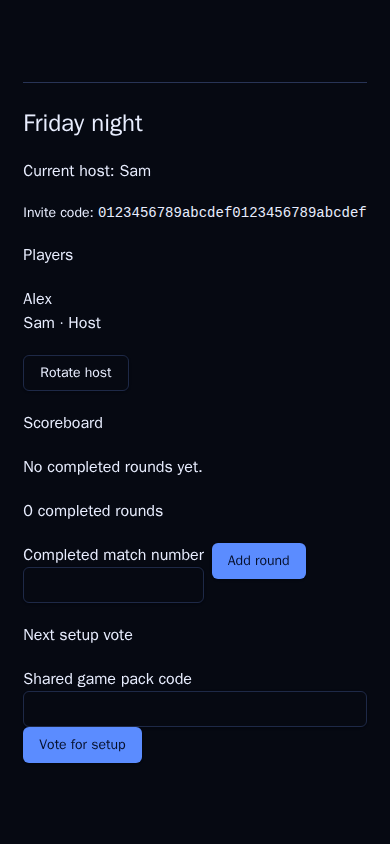 Friday night
Current host: Sam
Invite code: 0123456789abcdef0123456789abcdef
Players
Alex
Sam · Host
Rotate host
Scoreboard
No completed rounds yet.
0 completed rounds
Completed match number
Add round
Next setup vote
Shared game pack code
Vote for setup